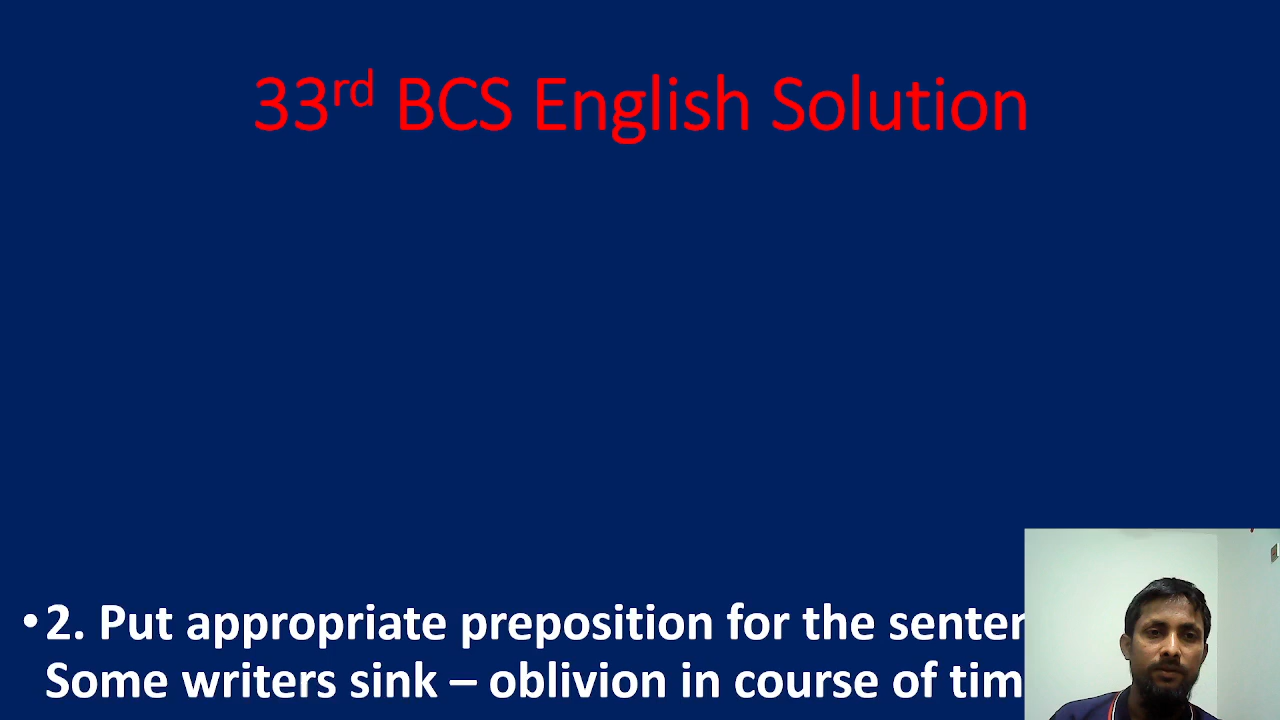 33rd BCS English Solution
• 2. Put appropriate preposition for the
Some writers sink – oblivion in course of